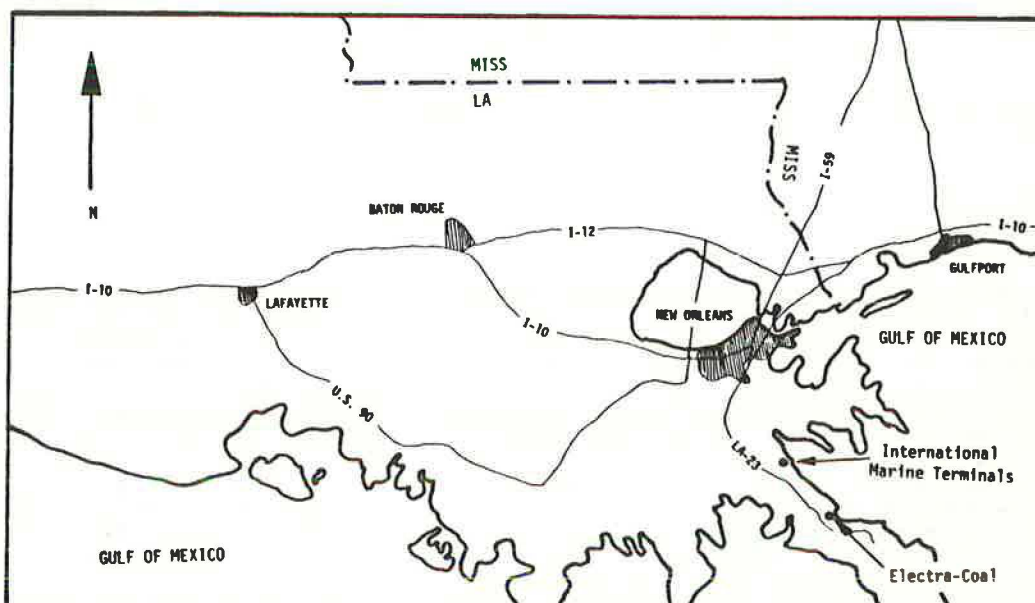 MISS
LA
MISS
I-59
N
BATON ROUGE
I-12
I-10
GULFPORT
I-10
LAFAYETTE
NEW ORLEANS
I-10
GULF OF MEXICO
U.S. 90
LA-23
International
Marine Terminals
GULF OF MEXICO
Electra-Coal